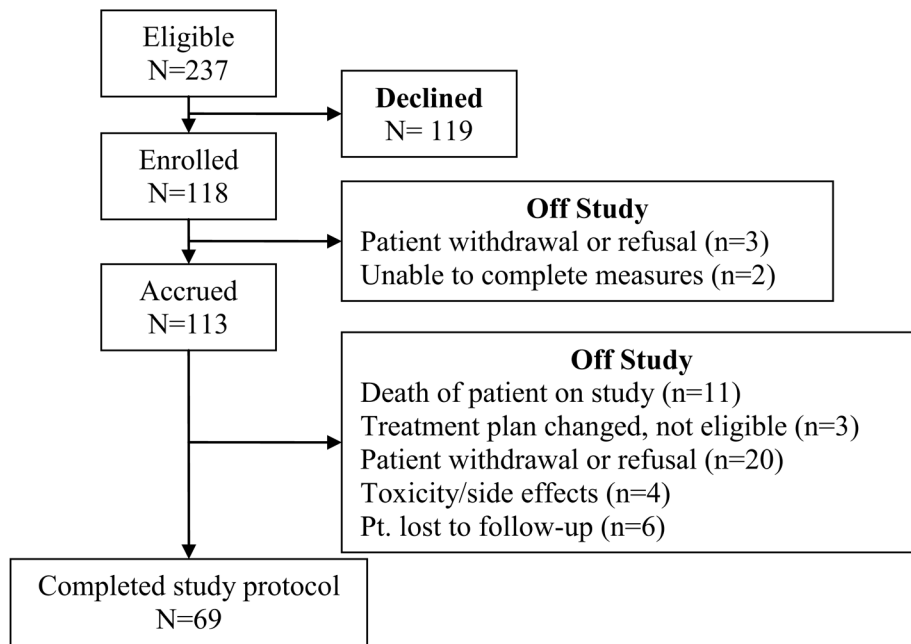 Eligible
N=237
Declined
N= 119
Enrolled
N=118
Off Study
Patient withdrawal or refusal (n=3)
Unable to complete measures (n=2)
Accrued
N=113
Off Study
Death of patient on study (n=11)
Treatment plan changed, not eligible (n=3)
Patient withdrawal or refusal (n=20)
Toxicity/side effects (n=4)
Pt. lost to follow-up (n=6)
Completed study protocol
N=69